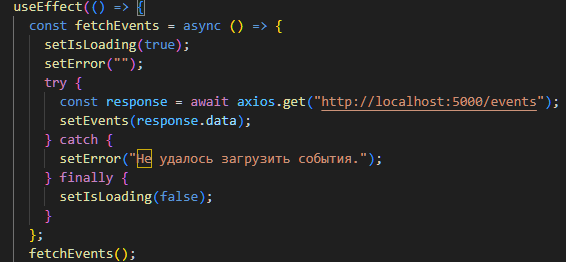 useEffect(() => {
const fetchEvents = async () => {
setIsLoading(true);
setError("");
try {
const response = await axios.get("http://localhost:5000/events");
setEvents(response.data);
} catch {
setError("Не удалось загрузить события.");
} finally {
setIsLoading(false);
}
};
fetchEvents();